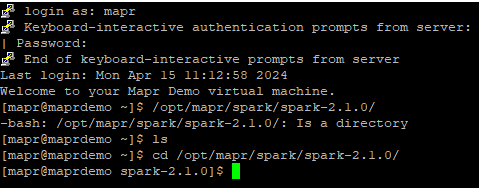 login as: mapr
Keyboard-interactive authentication prompts from server:
| Password:
End of keyboard-interactive prompts from server
Last login: Mon Apr 15 11:12:58 2024
Welcome to your Mapr Demo virtual machine.
[mapr@maprdemo ~]$ /opt/mapr/spark/spark-2.1.0/
-bash: /opt/mapr/spark/spark-2.1.0/: Is a directory
[mapr@maprdemo ~]$ ls
[mapr@maprdemo ~]$ cd /opt/mapr/spark/spark-2.1.0/
[mapr@maprdemo spark-2.1.0]$